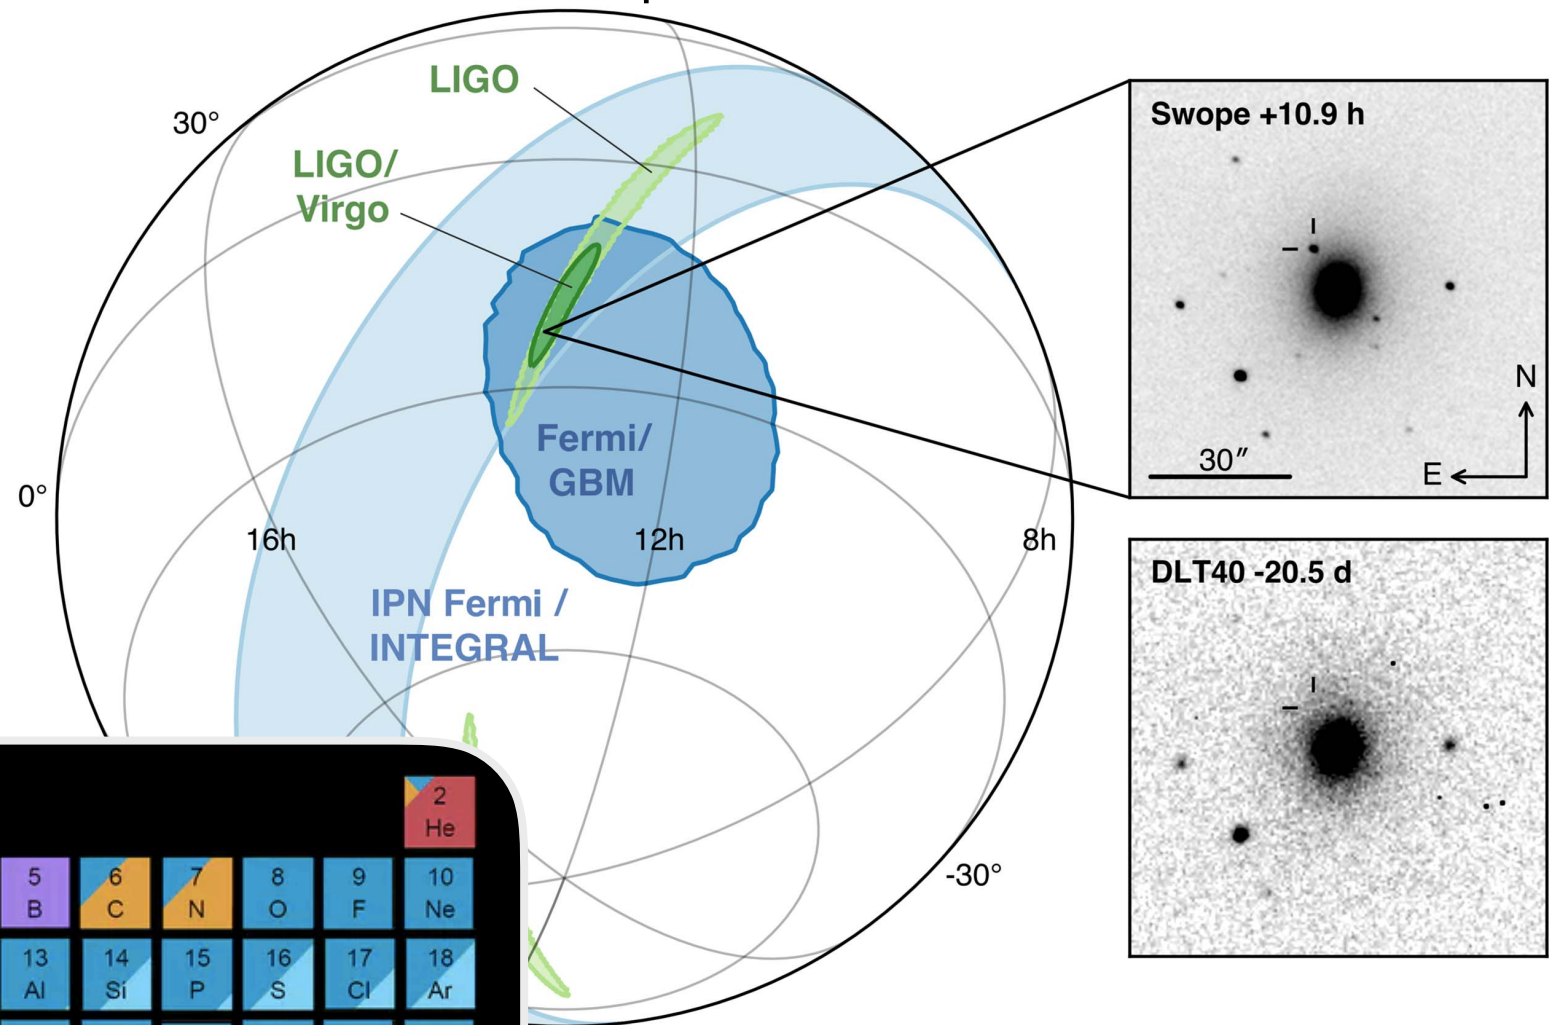 LIGO
30°
LIGO/
Virgo
0°
16h
12h
8h
-30°
Fermi/
GBM
IPN Fermi /
INTEGRAL
Swope +10.9 h
N
E
30″
DLT40 -20.5 d
2
He
5 6 7 8 9 10
B C N O F Ne
13 14 15 16 17 18
Al Si P S Cl Ar